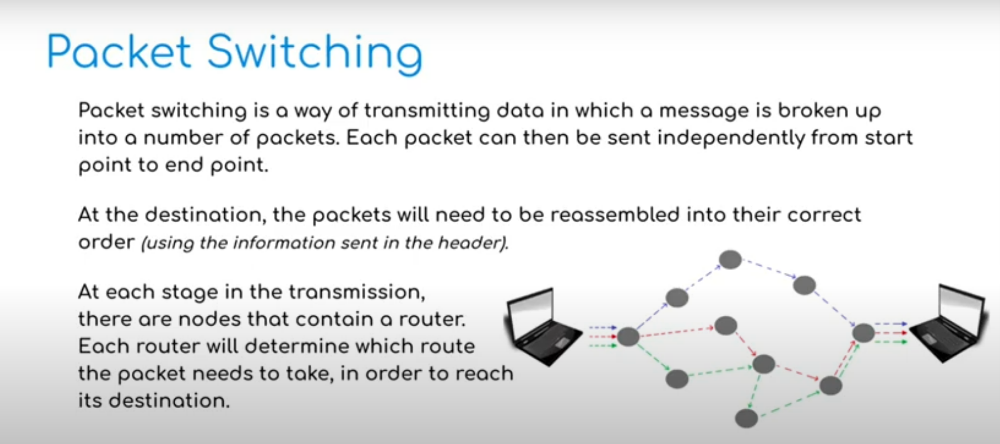 Packet Switching
Packet switching is a way of transmitting data in which a message is broken up
into a number of packets. Each packet can then be sent independently from start
point to end point.
At the destination, the packets will need to be reassembled into their correct
order (using the information sent in the header).
At each stage in the transmission,
there are nodes that contain a router.
Each router will determine which route
the packet needs to take, in order to reach
its destination.